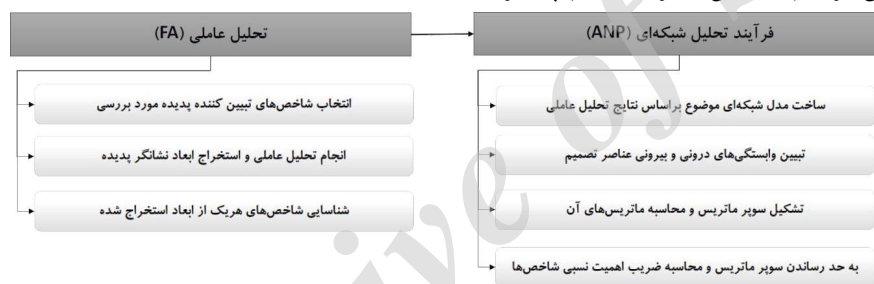 تحلیل عاملی (FA)
انتخاب شاخص‌های تبیین کننده پدیده مورد بررسی
انجام تحلیل عاملی و استخراج ابعاد نشانگر پدیده
شناسایی شاخص‌های هریک از ابعاد استخراج شده
فرآیند تحلیل شبکه‌ای (ANP)
ساخت مدل شبکه‌ای موضوع براساس نتایج تحلیل عاملی
تبیین وابستگی‌های درونی و بیرونی عناصر تصمیم
تشکیل سوپر ماتریس و محاسبه ماتریس‌های آن
به حد رساندن سوپر ماتریس و محاسبه ضریب اهمیت نسبی شاخص‌ها
ive of